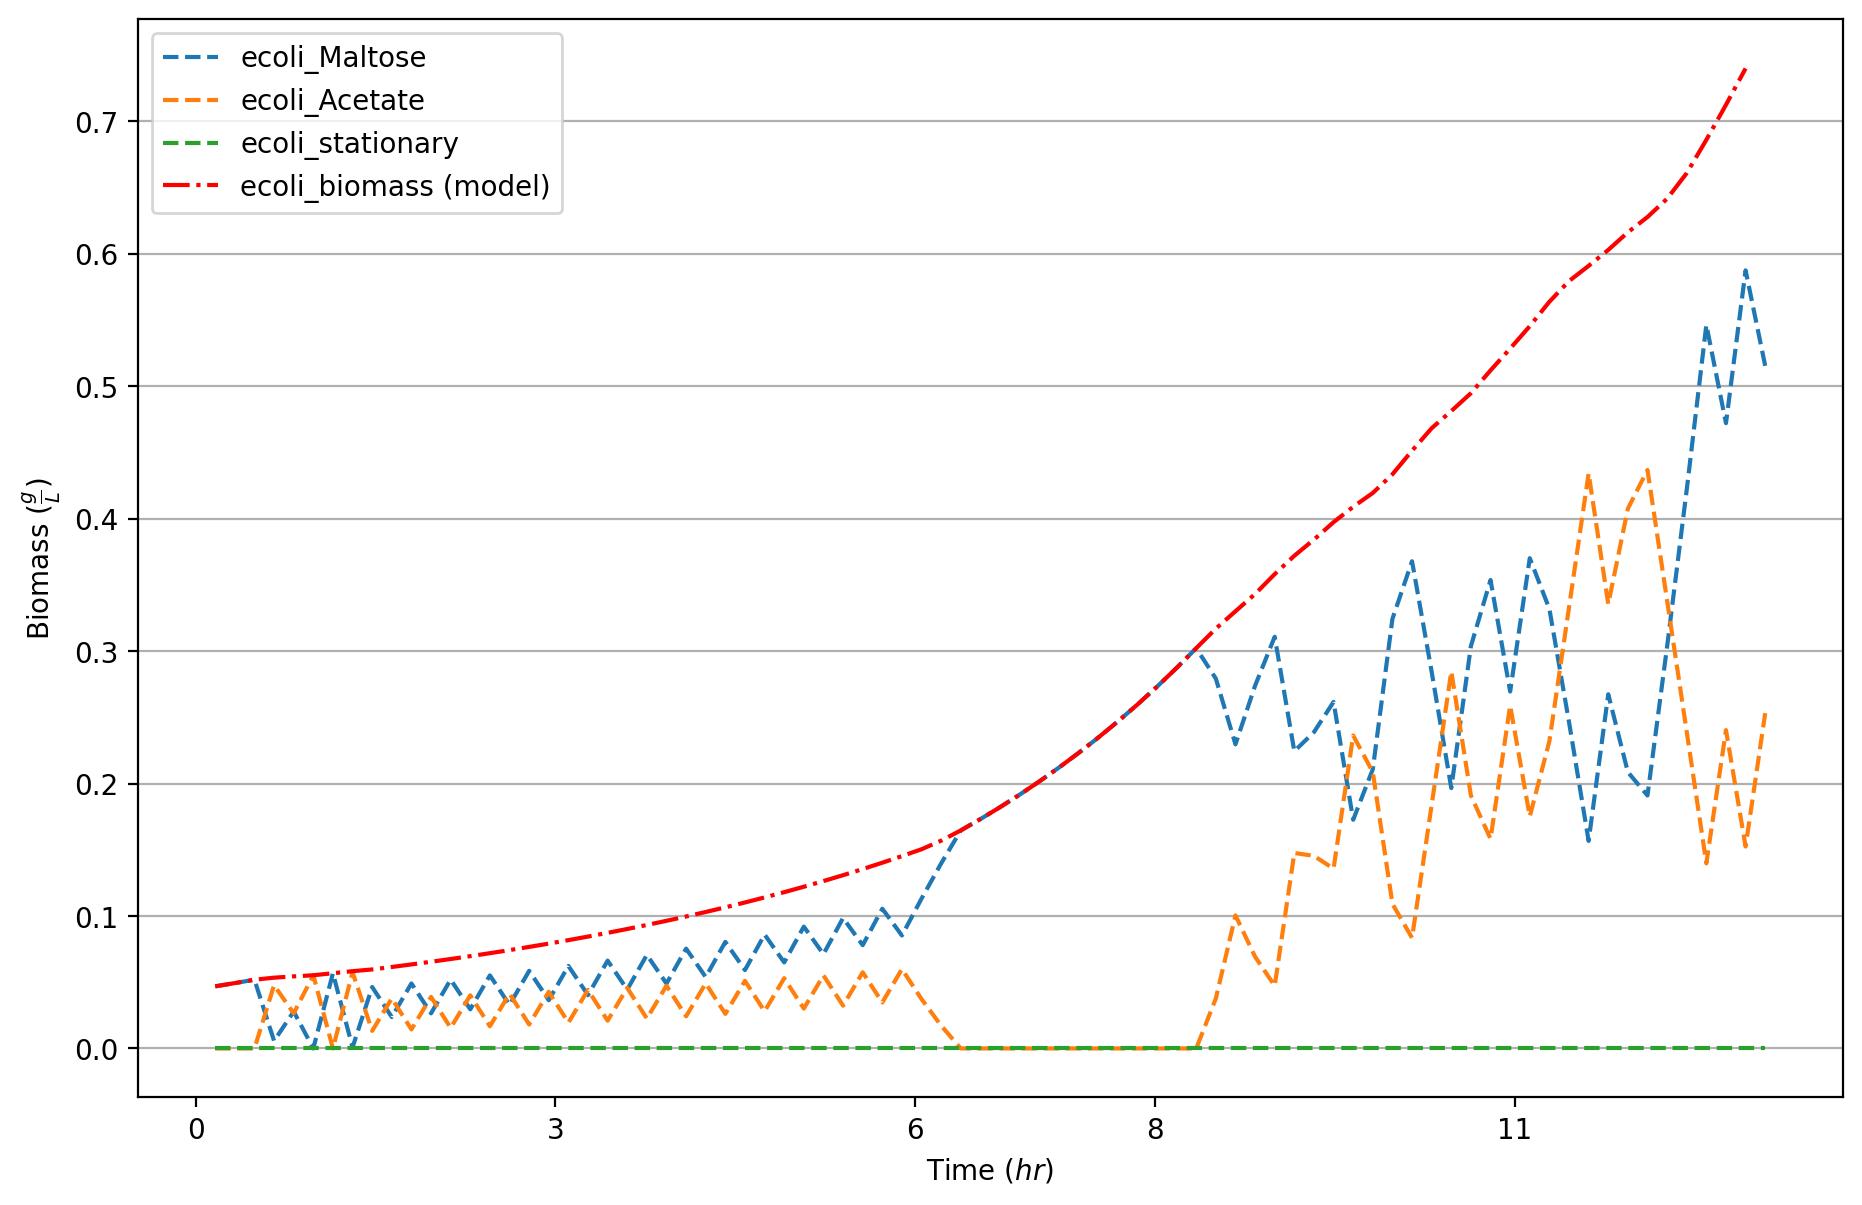 ecoli_Maltose
ecoli_Acetate
ecoli_stationary
ecoli_biomass (model)
0.7
0.6
0.5
0.4
0.3
0.2
0.1
0.0
Biomass (g/L)
0 3 6 8 11
Time (hr)